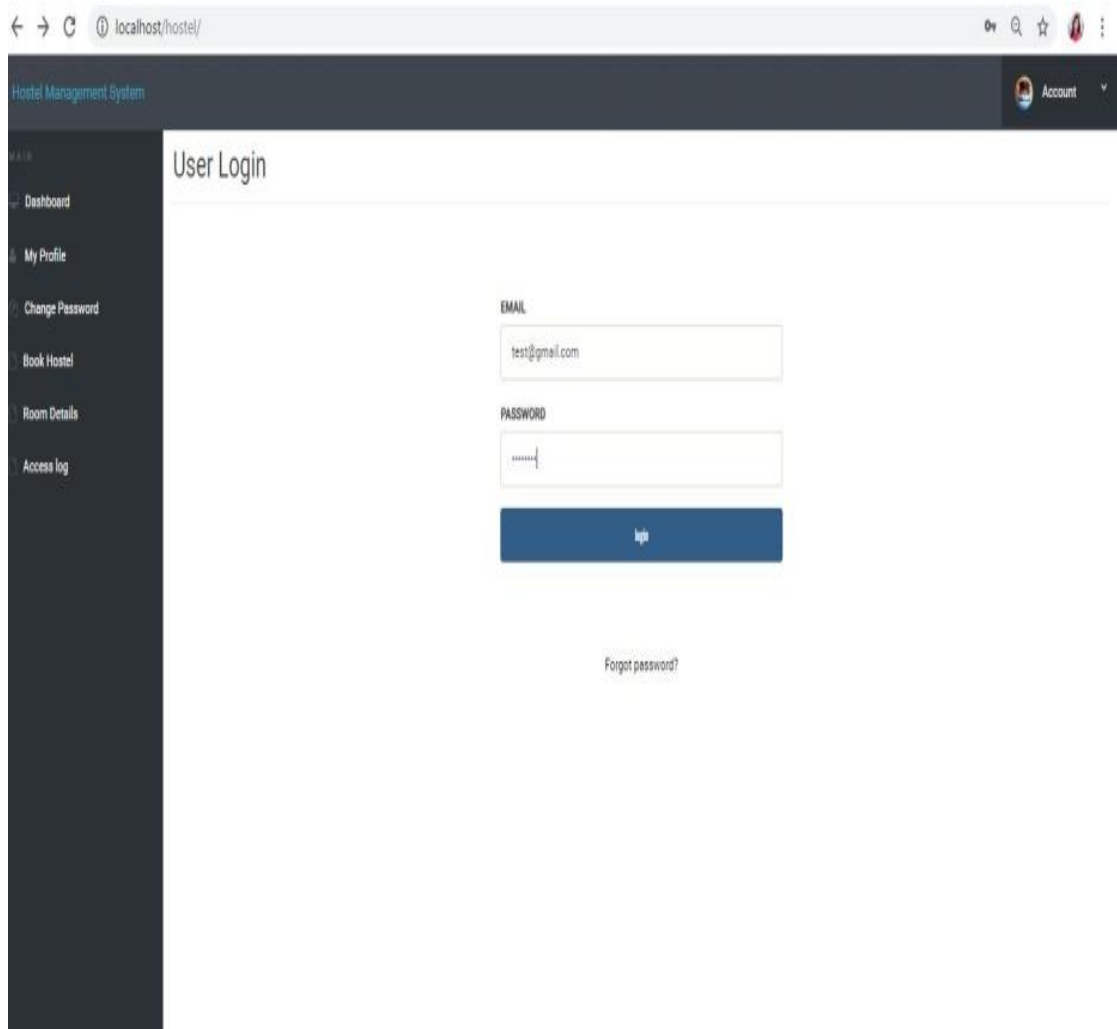 localhost/hostel/
Hostel Management System
Account
MAIN
User Login
Dashboard
My Profile
Change Password
Book Hostel
Room Details
Access log
EMAIL
test@gmail.com
PASSWORD
login
Forgot password?